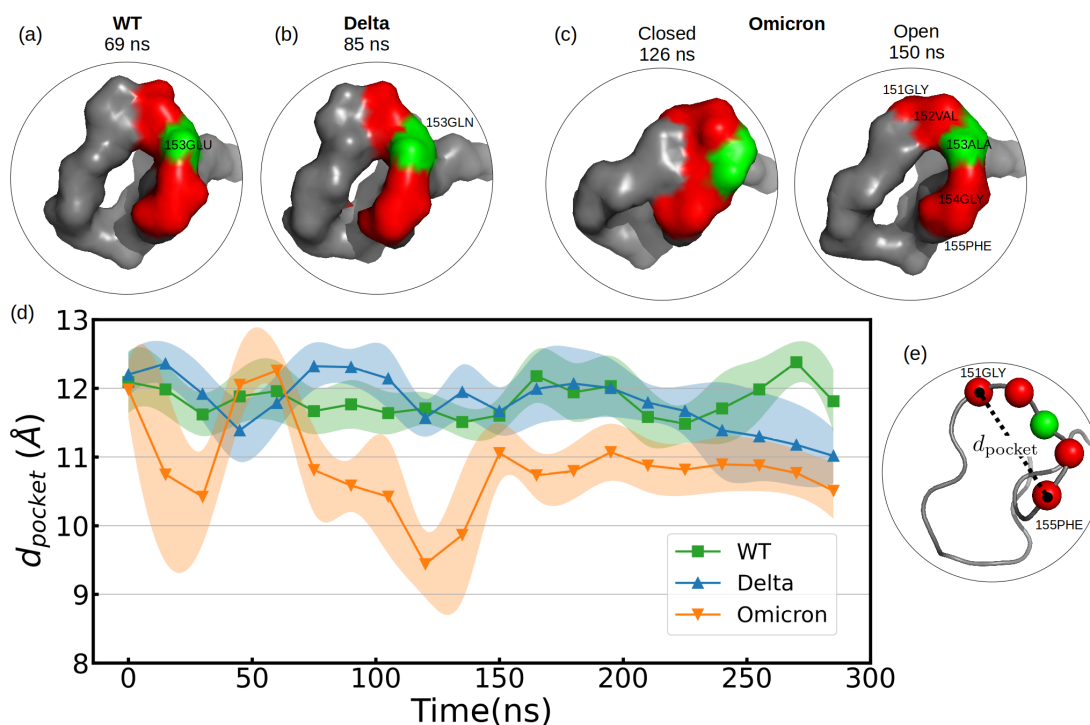 (a)
WT
69 ns
(b)
Delta
85 ns
(c)
Omicron
Closed
126 ns
Open
150 ns
153GLU
153GLN
151GLY
152VAL
153ALA
154GLY
155PHE
(d)
13
12
11
10
9
8
d_pocket (Å)
0
50
100
150
200
250
300
Time(ns)
WT
Delta
Omicron
(e)
151GLY
d_pocket
155PHE